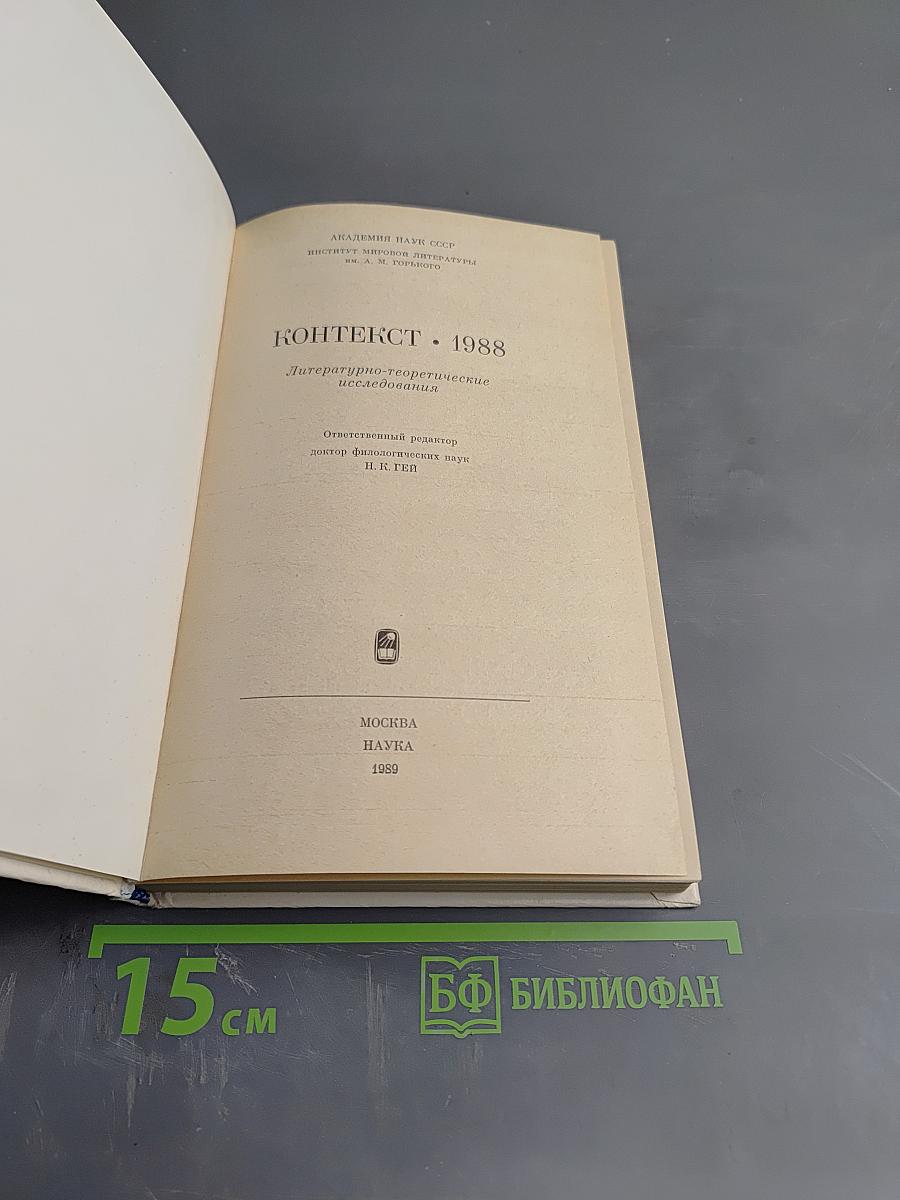 АКАДЕМИЯ НАУК СССР
ИНСТИТУТ МИРОВОЙ ЛИТЕРАТУРЫ
им. А. М. ГОРЬКОГО
КОНТЕКСТ • 1988
Литературно-теоретические
исследования
Ответственный редактор
доктор филологических наук
Н. К. ГЕЙ
МОСКВА
НАУКА
1989
15 см
БФ БИБЛИОФАН